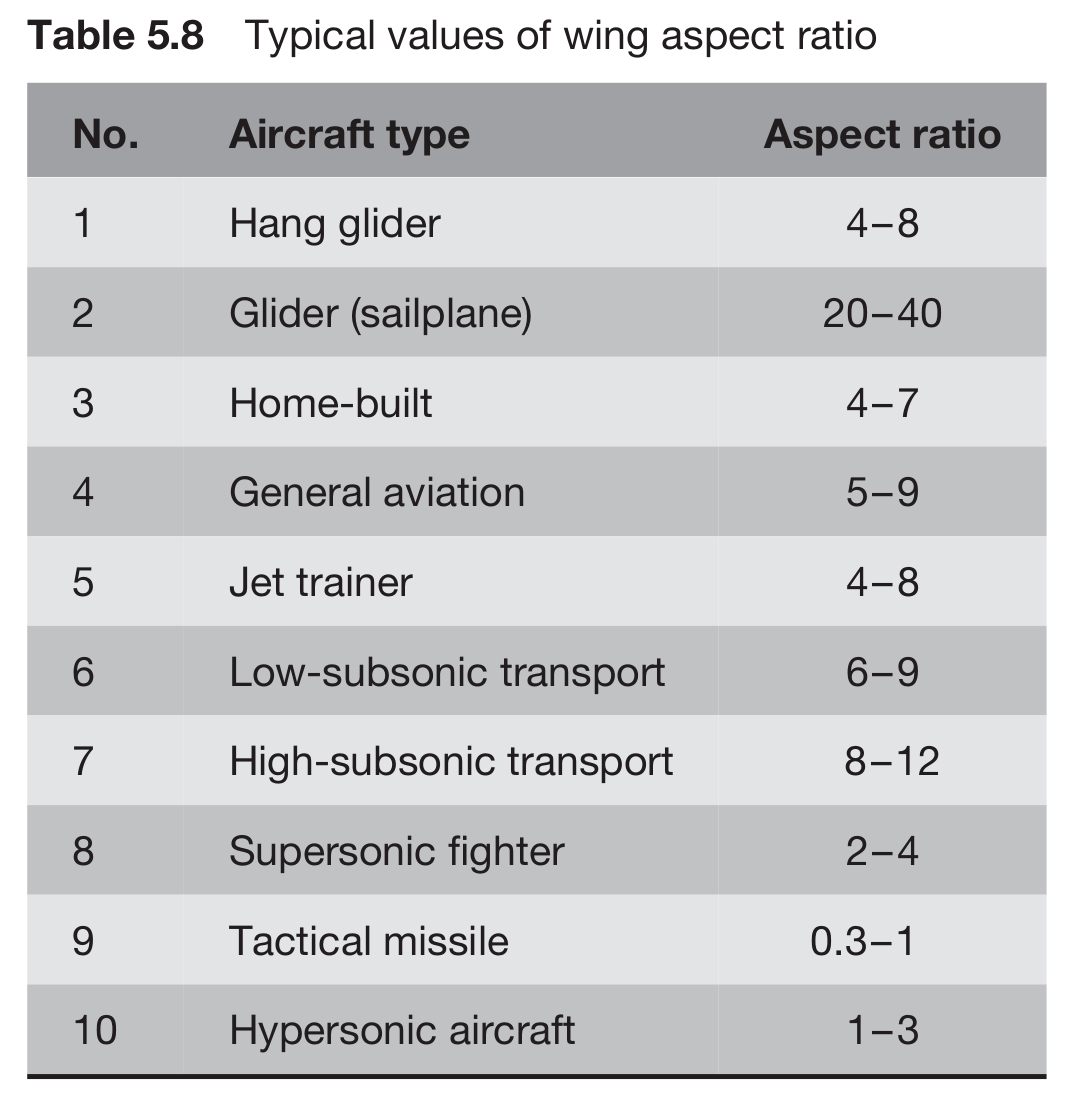 Table 5.8 Typical values of wing aspect ratio
No. Aircraft type Aspect ratio
1 Hang glider 4–8
2 Glider (sailplane) 20–40
3 Home-built 4–7
4 General aviation 5–9
5 Jet trainer 4–8
6 Low-subsonic transport 6–9
7 High-subsonic transport 8–12
8 Supersonic fighter 2–4
9 Tactical missile 0.3–1
10 Hypersonic aircraft 1–3